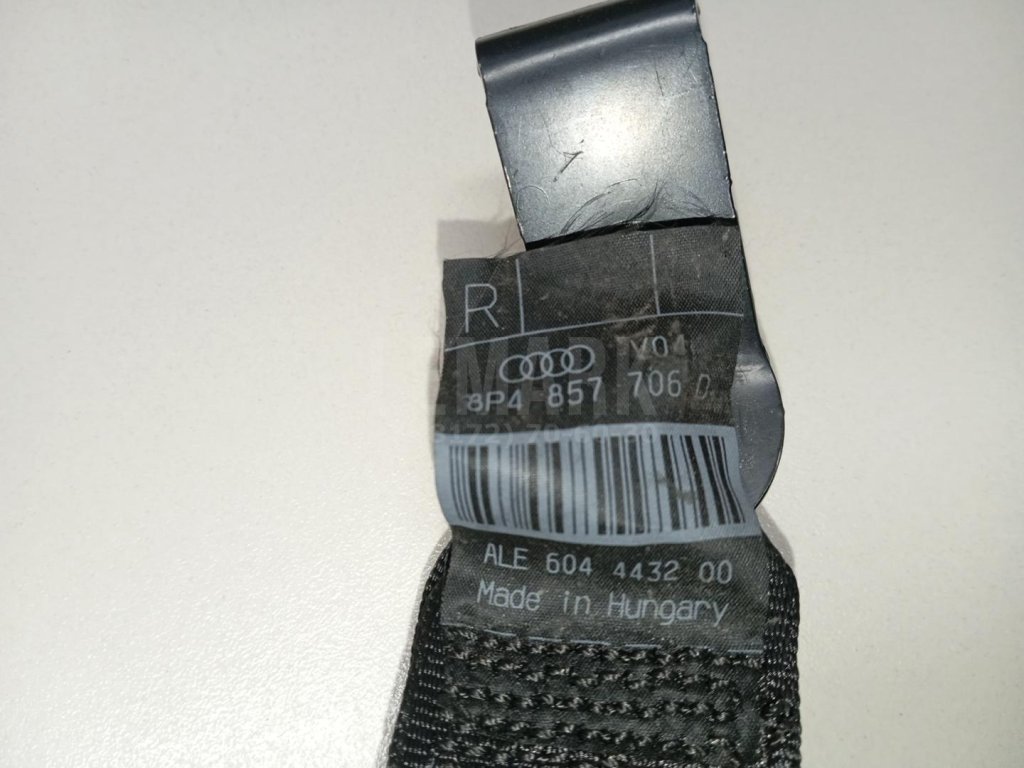 R
V04
8P4 857 706 D
ALE 604 4432 00
Made in Hungary